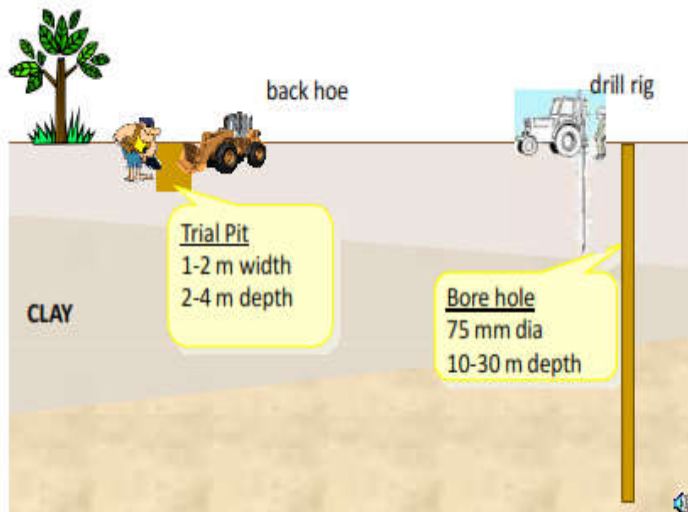 back hoe
drill rig
Trial Pit
1-2 m width
2-4 m depth
CLAY
Bore hole
75 mm dia
10-30 m depth